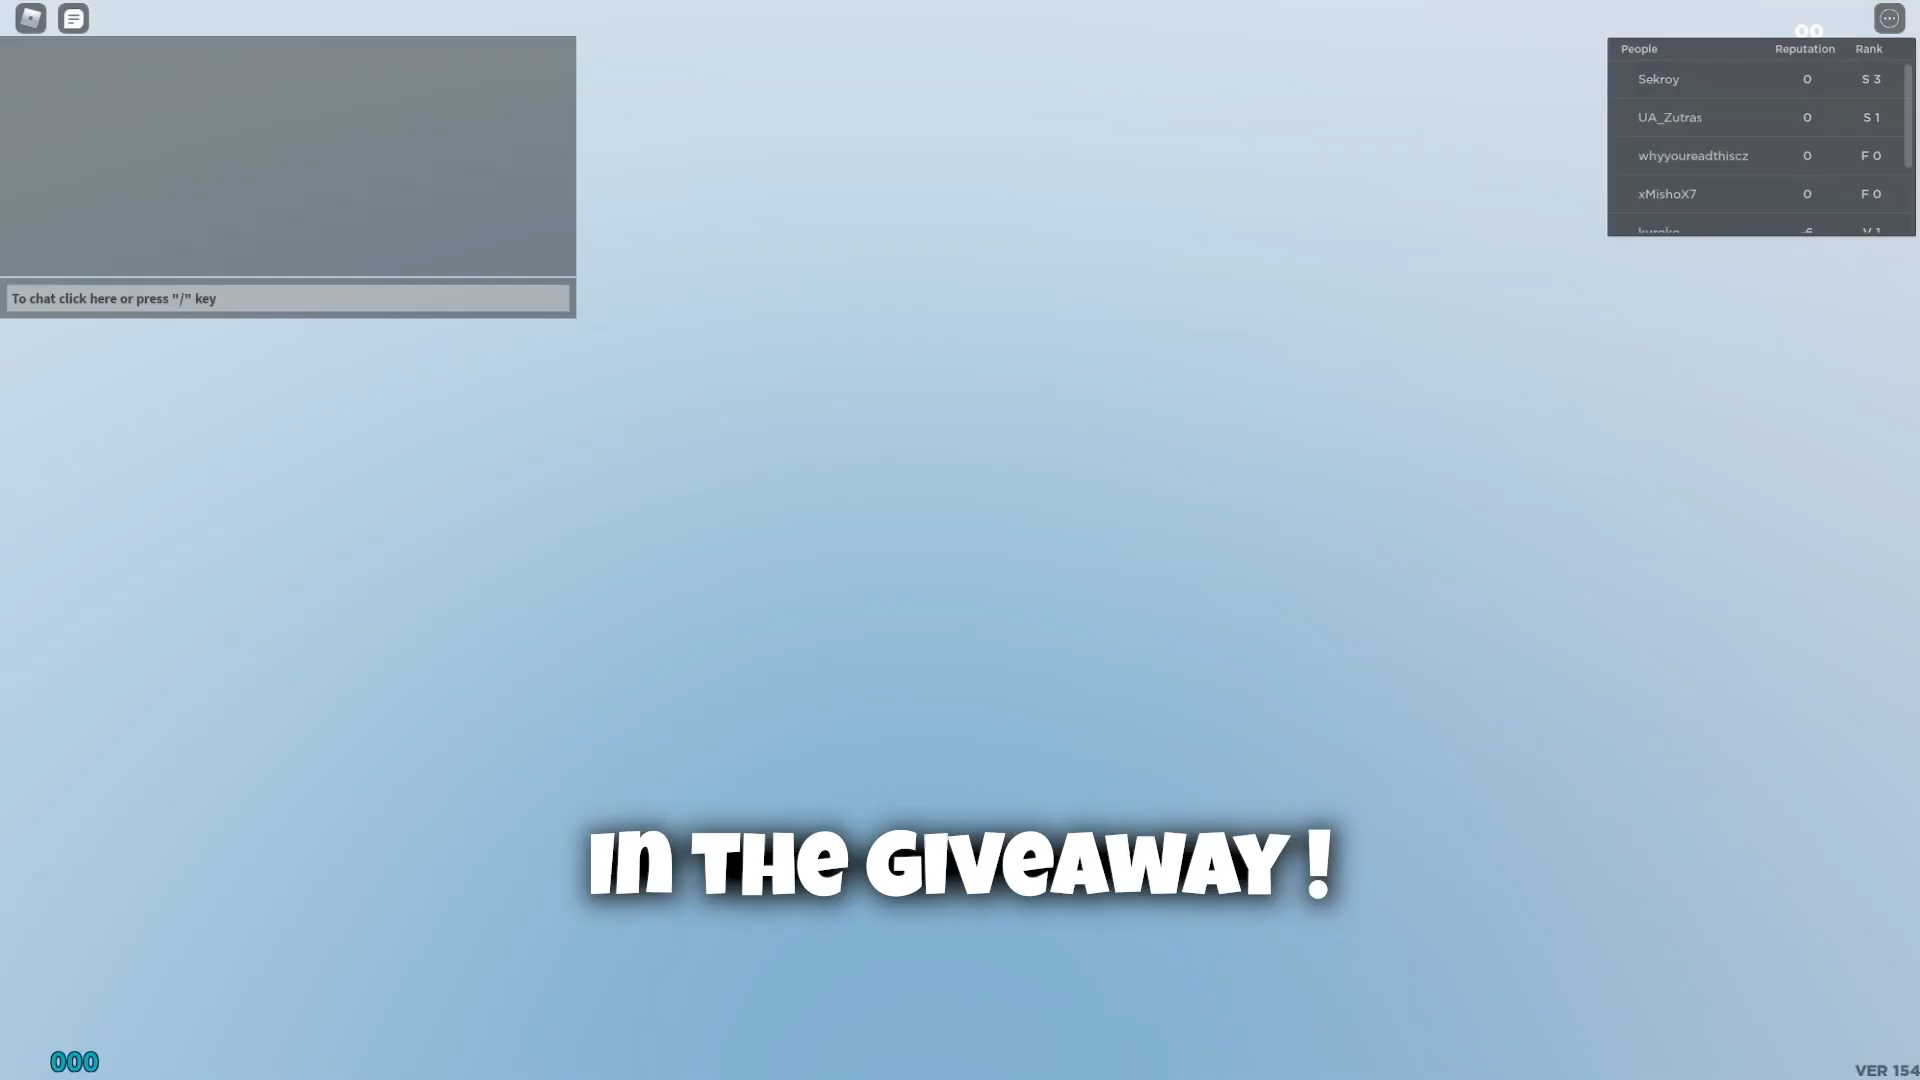 00
People Reputation Rank
Sekroy 0 S 3
UA_Zutras 0 S 1
whyyoureadthiscz 0 F 0
xMishoX7 0 F 0
To chat click here or press "/" key
In THe GIVeAWAY !
000
VER 154